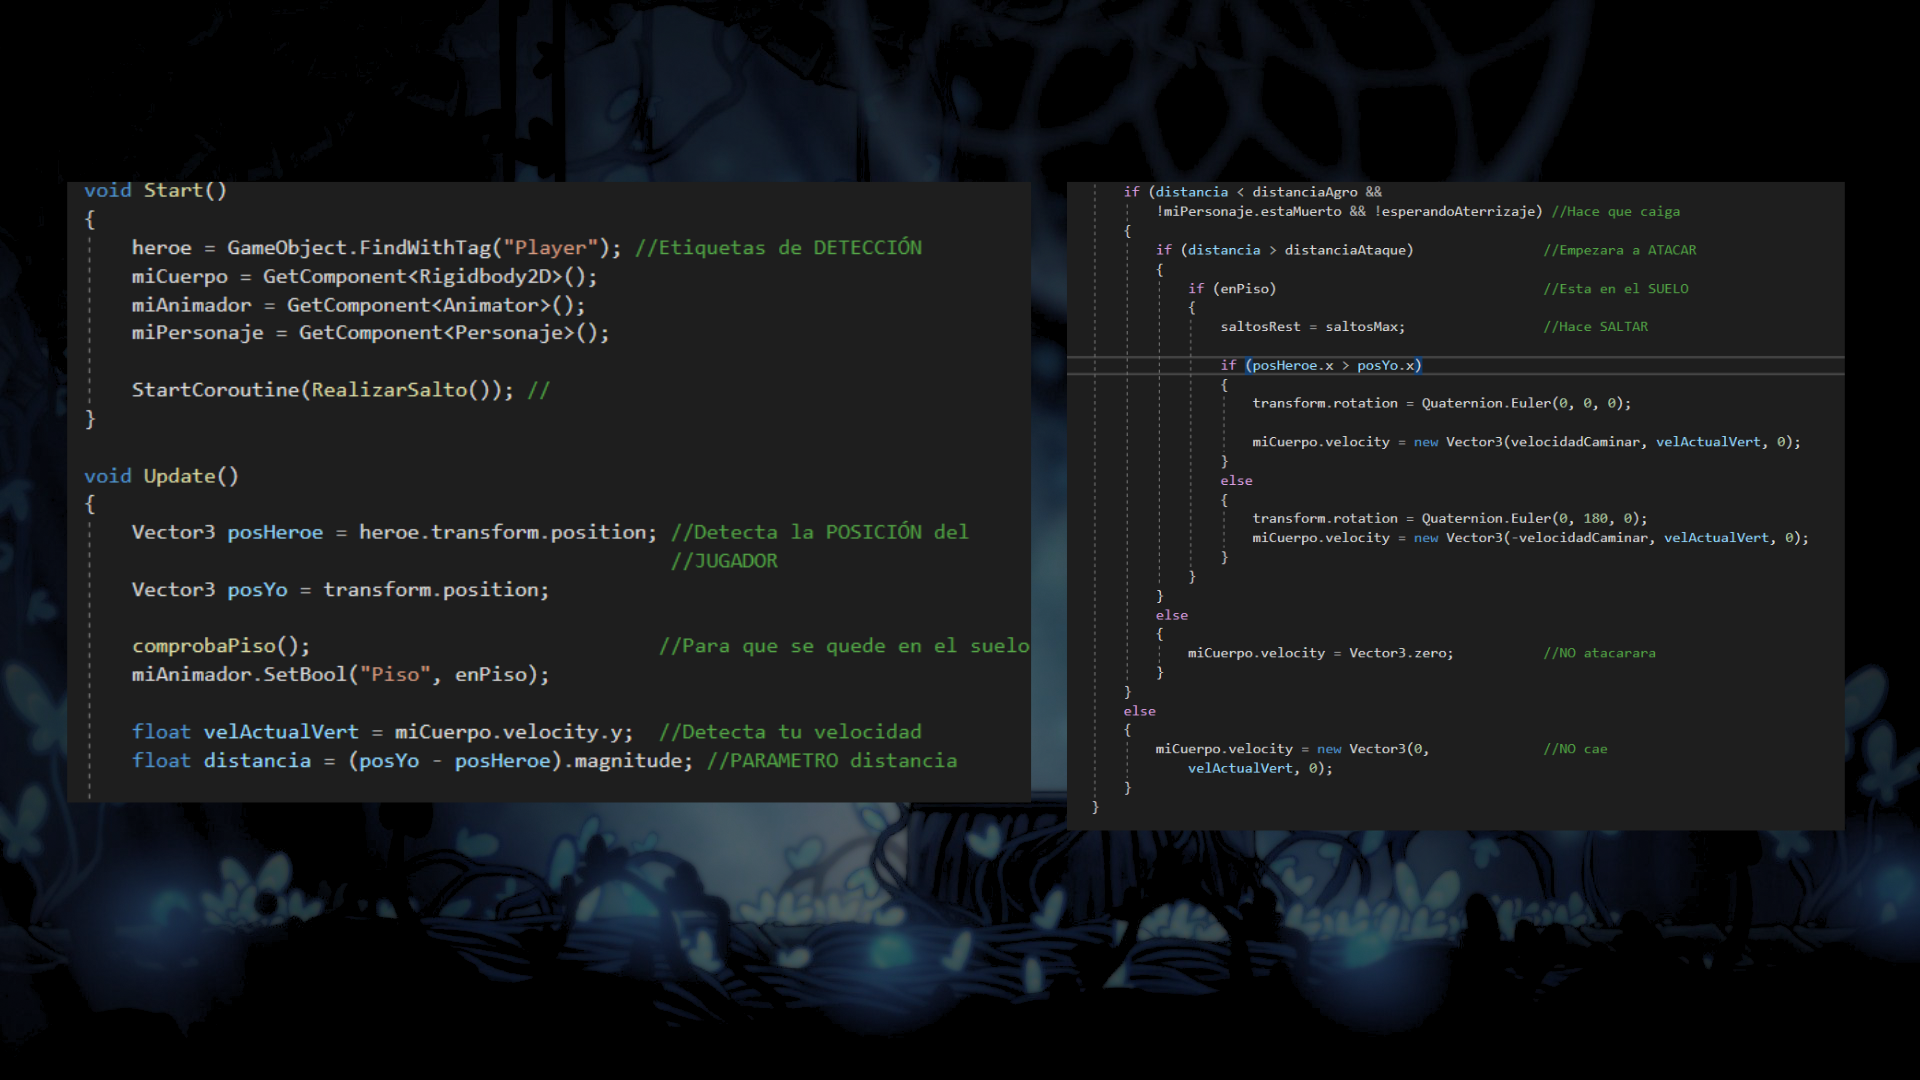 void Start()
{
heroe = GameObject.FindWithTag("Player"); //Etiquetas de DETECCIÓN
miCuerpo = GetComponent<Rigidbody2D>();
miAnimador = GetComponent<Animator>();
miPersonaje = GetComponent<Personaje>();
StartCoroutine(RealizarSalto()); //
}
void Update()
{
Vector3 posHeroe = heroe.transform.position; //Detecta la POSICIÓN del
//JUGADOR
Vector3 posYo = transform.position;
comprobaPiso(); //Para que se quede en el suelo
miAnimador.SetBool("Piso", enPiso);
float velActualVert = miCuerpo.velocity.y; //Detecta tu velocidad
float distancia = (posYo - posHeroe).magnitude; //PARAMETRO distancia
if (distancia < distanciaAgro &&
!miPersonaje.estaMuerto && !esperandoAterrizaje) //Hace que caiga
{
if (distancia > distanciaAtaque) //Empezara a ATACAR
{
if (enPiso) //Esta en el SUELO
{
saltosRest = saltosMax; //Hace SALTAR
if (posHeroe.x > posYo.x)
{
transform.rotation = Quaternion.Euler(0, 0, 0);
miCuerpo.velocity = new Vector3(velocidadCaminar, velActualVert, 0);
}
else
{
transform.rotation = Quaternion.Euler(0, 180, 0);
miCuerpo.velocity = new Vector3(-velocidadCaminar, velActualVert, 0);
}
}
}
else
{
miCuerpo.velocity = Vector3.zero; //NO atacarara
}
}
else
{
miCuerpo.velocity = new Vector3(0, //NO cae
velActualVert, 0);
}
}